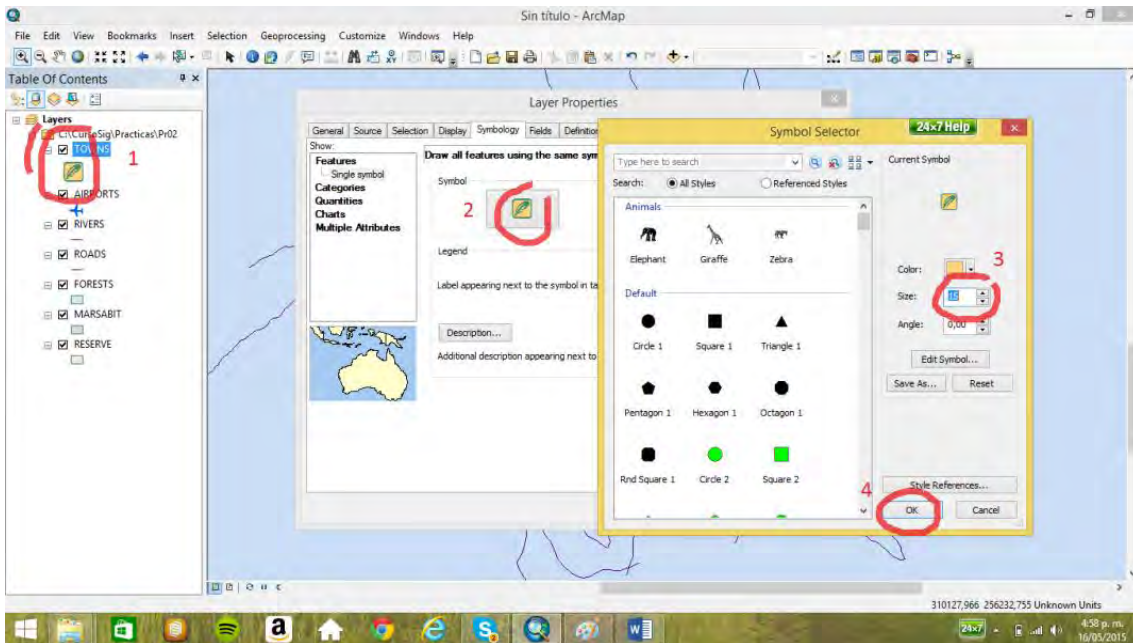 Sin título - ArcMap
File Edit View Bookmarks Insert Selection Geoprocessing Customize Windows Help
Table Of Contents
Layers
C:\CursoSig\Practicas\Pr02
TOWNS
1
AIRPORTS
RIVERS
ROADS
FORESTS
MARSABIT
RESERVE
Layer Properties
General Source Selection Display Symbology Fields Definition
Show:
Features
Single symbol
Categories
Quantities
Charts
Multiple Attributes
Draw all features using the same sym
Symbol
2
Legend
Label appearing next to the symbol in ta
Description...
Additional description appearing next to
Symbol Selector
24x7 Help
Type here to search
Search: All Styles Referenced Styles
Animals
Elephant Giraffe Zebra
Default
Circle 1 Square 1 Triangle 1
Pentagon 1 Hexagon 1 Octagon 1
Rnd Square 1 Circle 2 Square 2
Current Symbol
Color:
3
Size: 15
Angle: 0,00
Edit Symbol...
Save As... Reset
Style References...
4
OK Cancel
310127,966 256232,755 Unknown Units
24x7
4:58 p. m.
16/05/2015